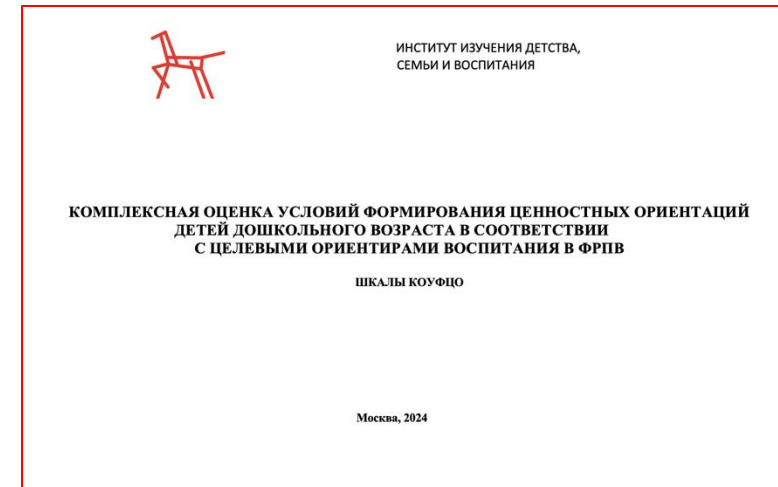 ИНСТИТУТ ИЗУЧЕНИЯ ДЕТСТВА,
СЕМЬИ И ВОСПИТАНИЯ
КОМПЛЕКСНАЯ ОЦЕНКА УСЛОВИЙ ФОРМИРОВАНИЯ ЦЕННОСТНЫХ ОРИЕНТАЦИЙ
ДЕТЕЙ ДОШКОЛЬНОГО ВОЗРАСТА В СООТВЕТСТВИИ
С ЦЕЛЕВЫМИ ОРИЕНТИРАМИ ВОСПИТАНИЯ В ФРПВ
ШКАЛЫ КОУФЦО
Москва, 2024